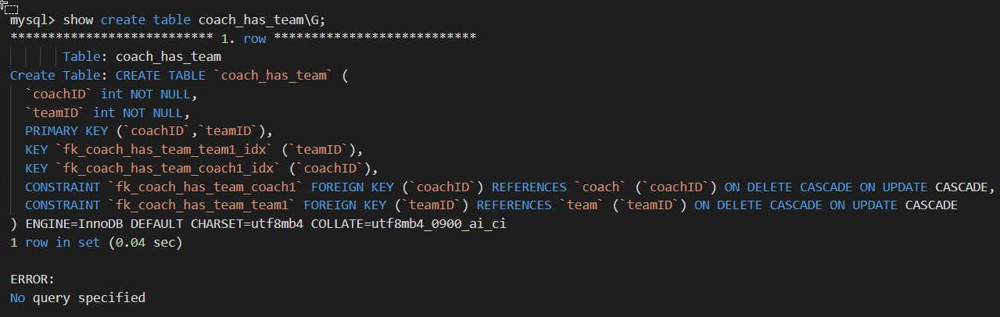 mysql> show create table coach_has_team\G;
*************************** 1. row ***************************
Table: coach_has_team
Create Table: CREATE TABLE `coach_has_team` (
`coachID` int NOT NULL,
`teamID` int NOT NULL,
PRIMARY KEY (`coachID`,`teamID`),
KEY `fk_coach_has_team_team1_idx` (`teamID`),
KEY `fk_coach_has_team_coach1_idx` (`coachID`),
CONSTRAINT `fk_coach_has_team_coach1` FOREIGN KEY (`coachID`) REFERENCES `coach` (`coachID`) ON DELETE CASCADE ON UPDATE CASCADE,
CONSTRAINT `fk_coach_has_team_team1` FOREIGN KEY (`teamID`) REFERENCES `team` (`teamID`) ON DELETE CASCADE ON UPDATE CASCADE
) ENGINE=InnoDB DEFAULT CHARSET=utf8mb4 COLLATE=utf8mb4_0900_ai_ci
1 row in set (0.04 sec)
ERROR:
No query specified